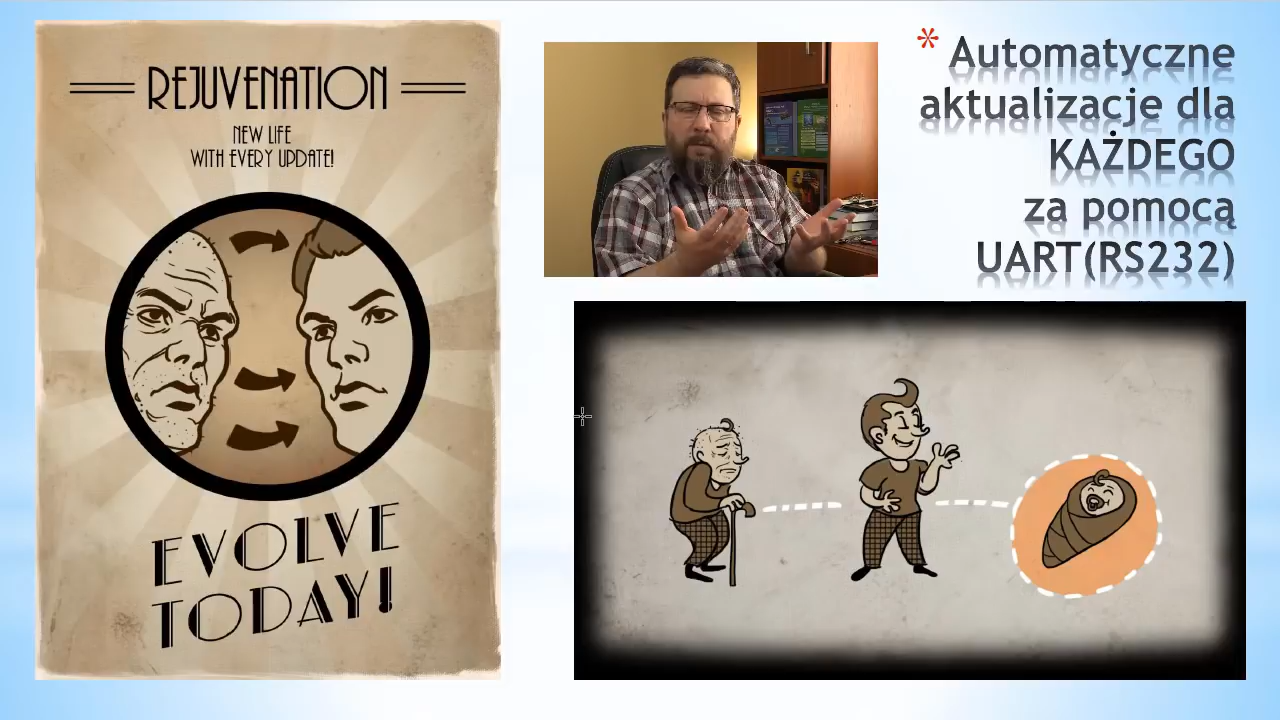 REJUVENATION
NEW LIFE
WITH EVERY UPDATE!
EVOLVE
TODAY!
* Automatyczne
aktualizacje dla
KAŻDEGO
za pomocą
UART(RS232)